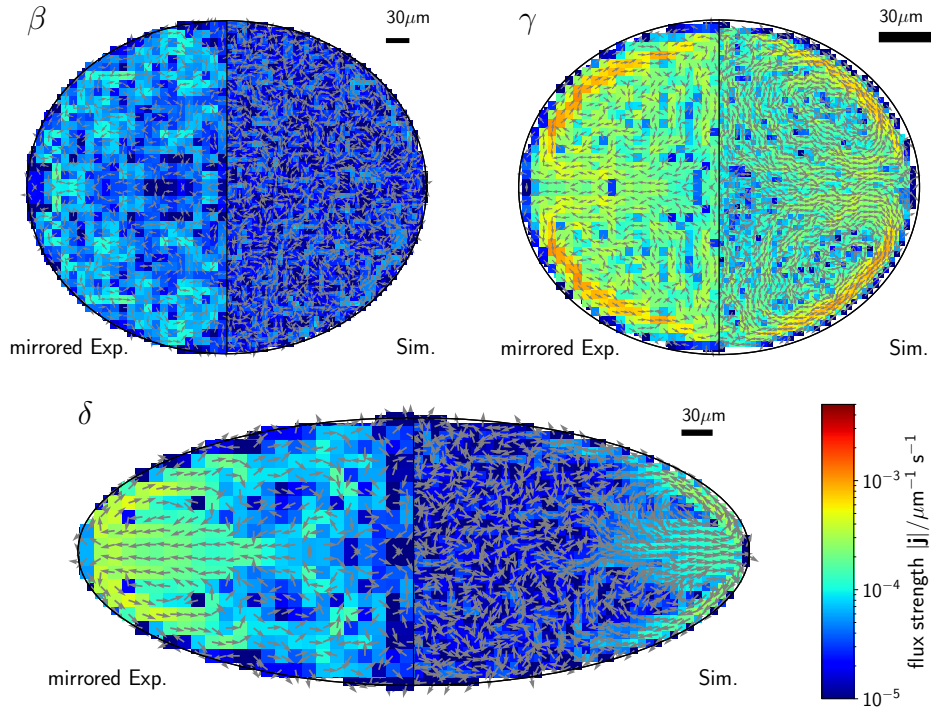 β
30μm
mirrored Exp.
Sim.
γ
30μm
mirrored Exp.
Sim.
δ
30μm
mirrored Exp.
Sim.
10⁻³
10⁻⁴
10⁻⁵
flux strength |j|/μm⁻¹ s⁻¹